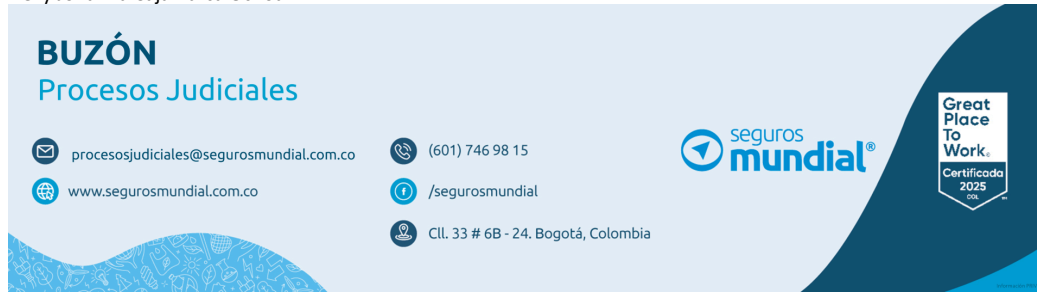 BUZÓN
Procesos Judiciales
procesosjudiciales@segurosmundial.com.co
www.segurosmundial.com.co
(601) 746 98 15
/segurosmundial
Cll. 33 # 6B - 24. Bogotá, Colombia
seguros
mundial®
Great
Place
To
Work®
Certificada
2025
COL